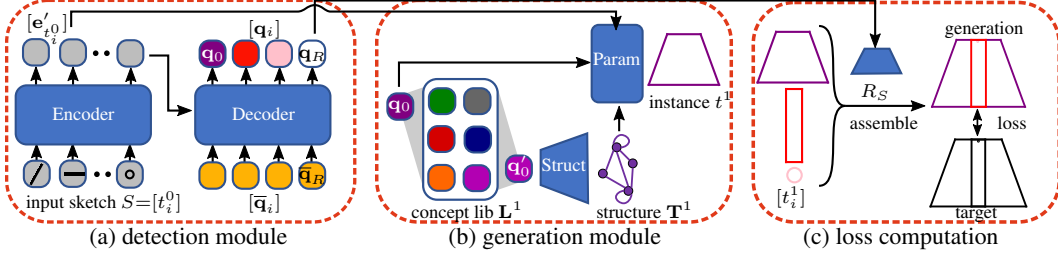 [e′_{t_i^0}]
[q_i]
q_0
q_R
Encoder
Decoder
q̄_R
input sketch S=[t_i^0]
[q̄_i]
(a) detection module
q_0
Param
instance t^1
q′_0
Struct
concept lib L^1
structure T^1
(b) generation module
generation
R_S
assemble
loss
[t_i^1]
target
(c) loss computation